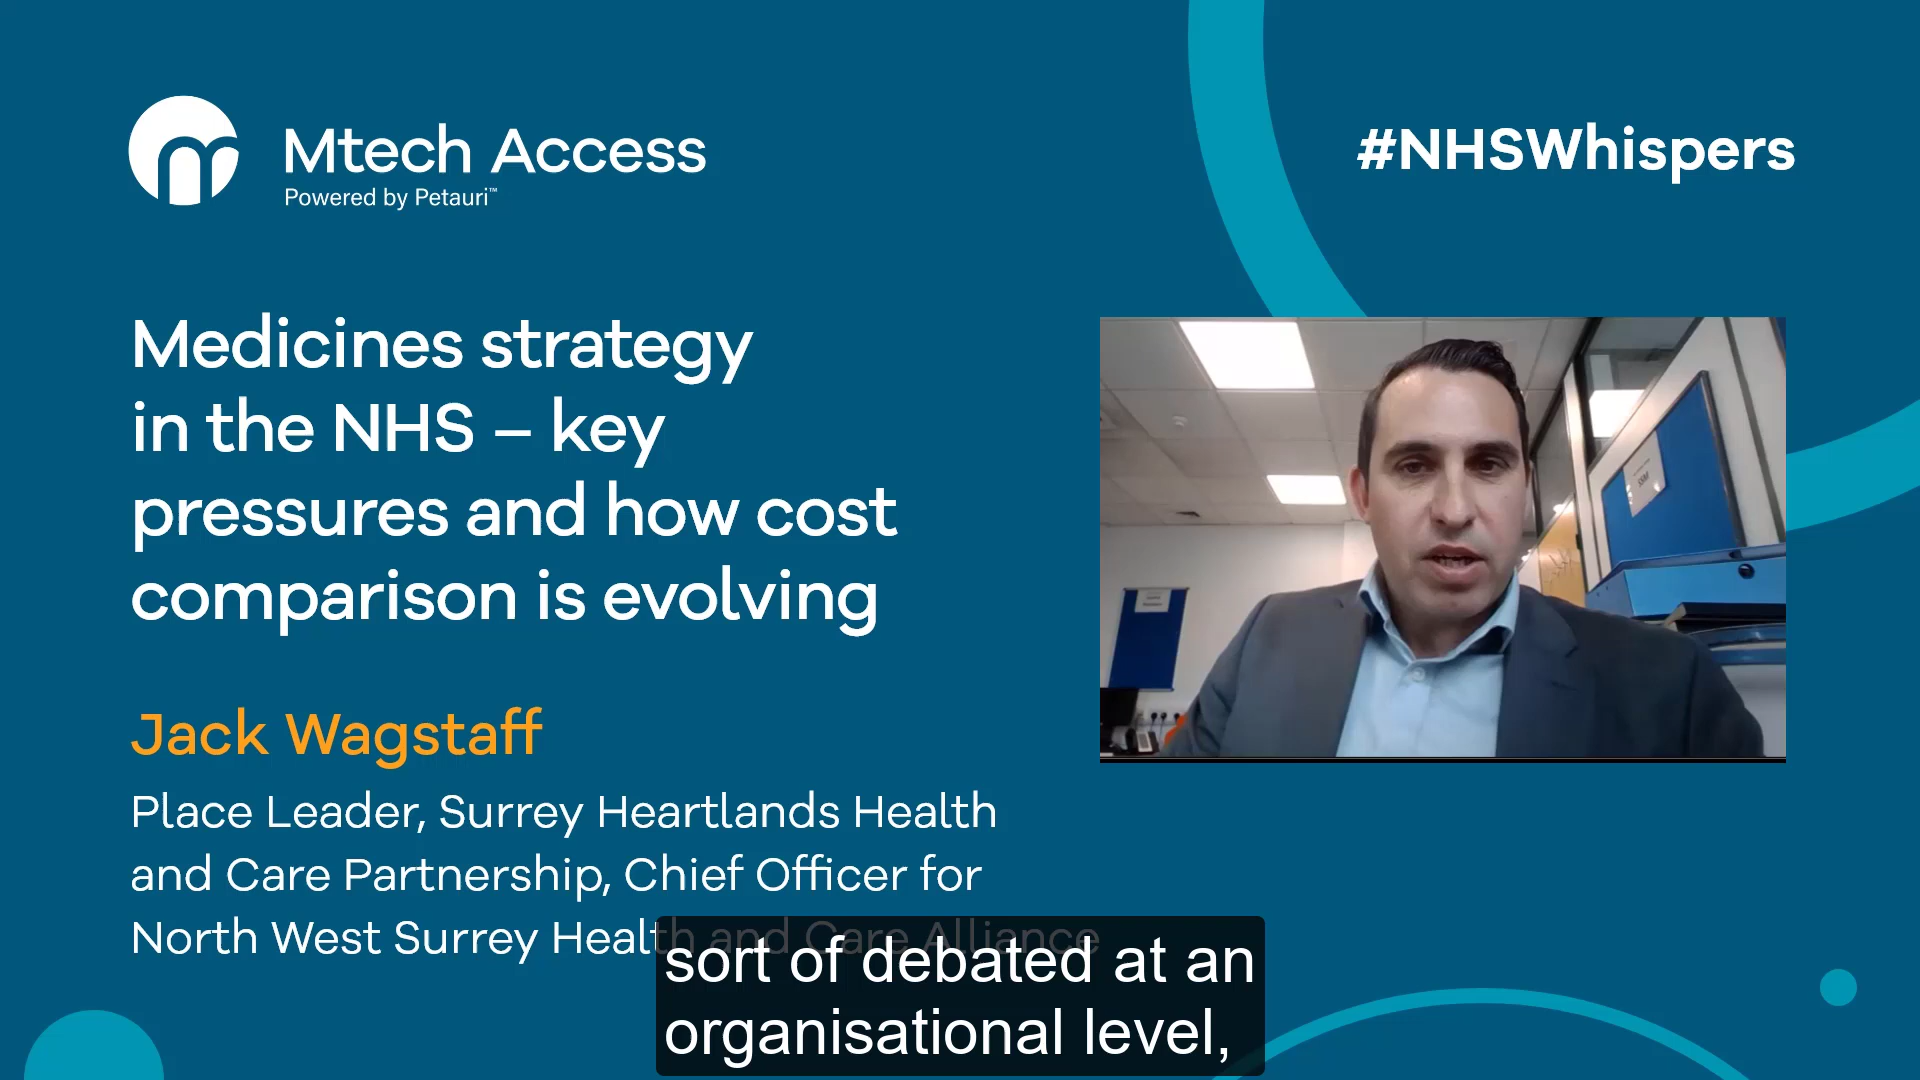 Mtech Access
Powered by Petauri™
#NHSWhispers
Medicines strategy
in the NHS – key
pressures and how cost
comparison is evolving
Jack Wagstaff
Place Leader, Surrey Heartlands Health
and Care Partnership, Chief Officer for
North West Surrey Health and Care Alliance
sort of debated at an
organisational level,